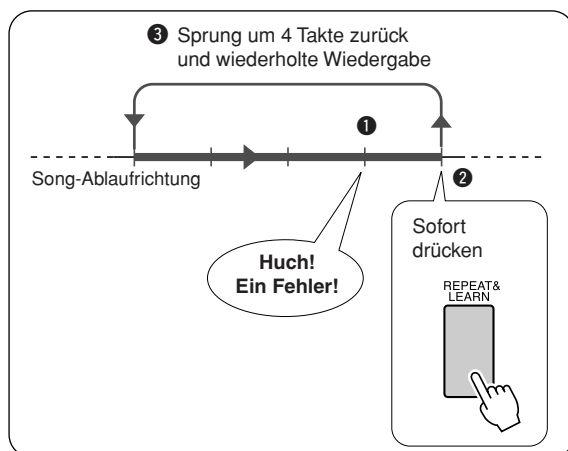 ❸ Sprung um 4 Takte zurück
und wiederholte Wiedergabe
❶
Song-Ablaufrichtung
❷
Huch!
Ein Fehler!
Sofort
drücken
REPEAT&
LEARN